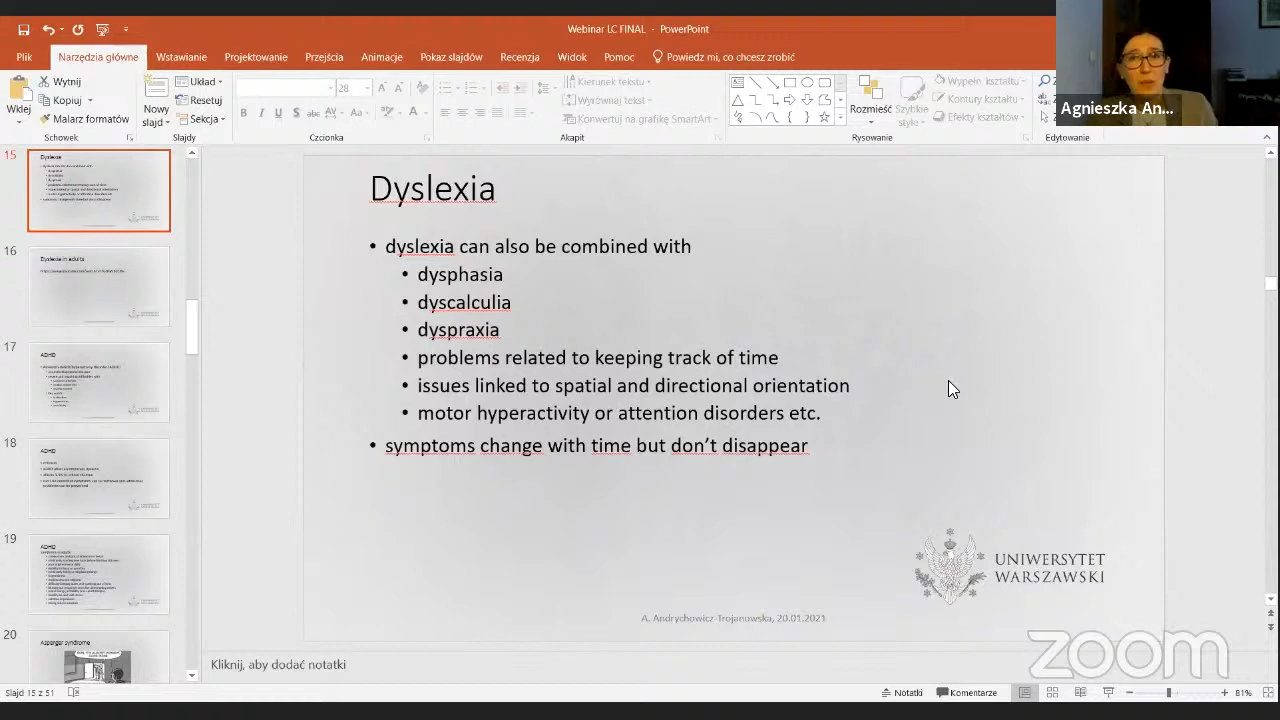 Webinar LC FINAL - PowerPoint
Plik Narzędzia główne Wstawianie Projektowanie Przejścia Animacje Pokaz slajdów Recenzja Widok Pomoc Powiedz mi, co chcesz zrobić
Wklej
Wytnij
Kopiuj
Malarz formatów
Schowek
Nowy slajd
Układ
Resetuj
Sekcja
Slajdy
28
Czcionka
Kierunek tekstu
Wyrównaj tekst
Konwertuj na grafikę SmartArt
Akapit
Rozmieść
Szybkie style
Wypełn kształtu
Kontury kształtu
Efekty kształtu
Rysowanie
Edytowanie
Agnieszka An...
15
Dyslexia
16
Dyslexia in adults
17
ADHD
18
ADHD
19
ADHD
20
Asperger syndrome
Dyslexia
• dyslexia can also be combined with
• dysphasia
• dyscalculia
• dyspraxia
• problems related to keeping track of time
• issues linked to spatial and directional orientation
• motor hyperactivity or attention disorders etc.
• symptoms change with time but don’t disappear
UNIWERSYTET
WARSZAWSKI
A. Andrychowicz-Trojanowska, 20.01.2021
zoom
Kliknij, aby dodać notatki
Slajd 15 z 51
Notatki
Komentarze
81%